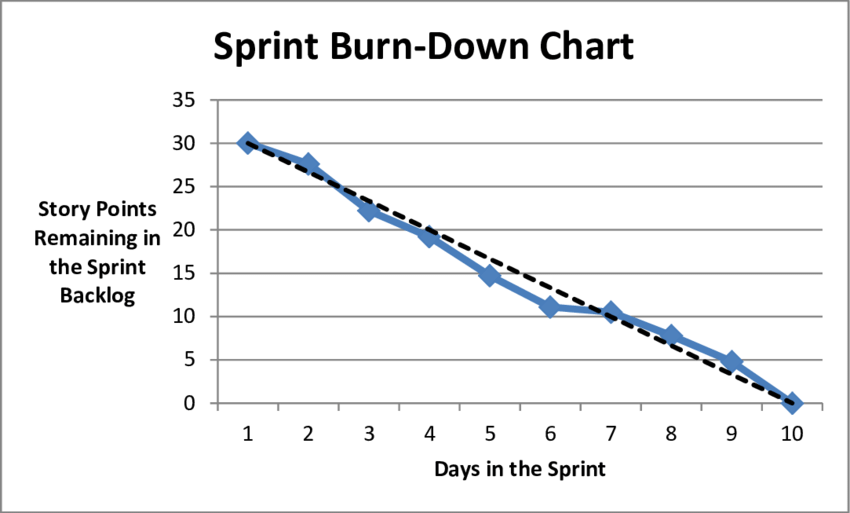 Sprint Burn-Down Chart
35
30
25
20
15
10
5
0
Story Points
Remaining in
the Sprint
Backlog
1 2 3 4 5 6 7 8 9 10
Days in the Sprint